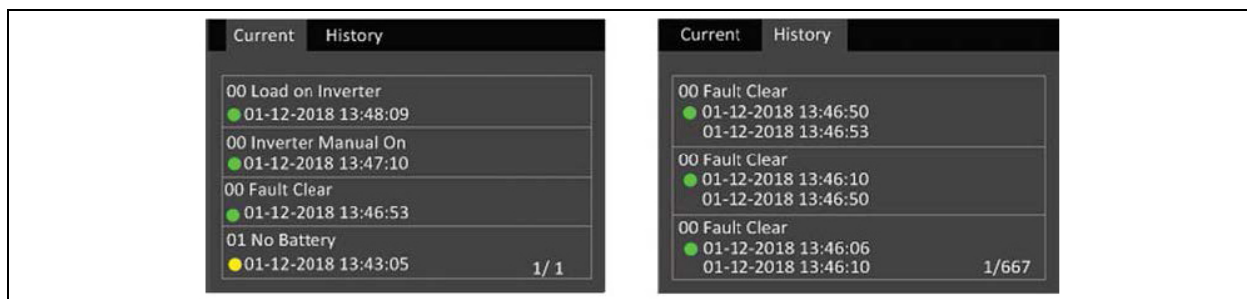 Current History
00 Load on Inverter
01-12-2018 13:48:09
00 Inverter Manual On
01-12-2018 13:47:10
00 Fault Clear
01-12-2018 13:46:53
01 No Battery
01-12-2018 13:43:05
1/ 1
Current History
00 Fault Clear
01-12-2018 13:46:50
01-12-2018 13:46:53
00 Fault Clear
01-12-2018 13:46:10
01-12-2018 13:46:50
00 Fault Clear
01-12-2018 13:46:06
01-12-2018 13:46:10
1/667